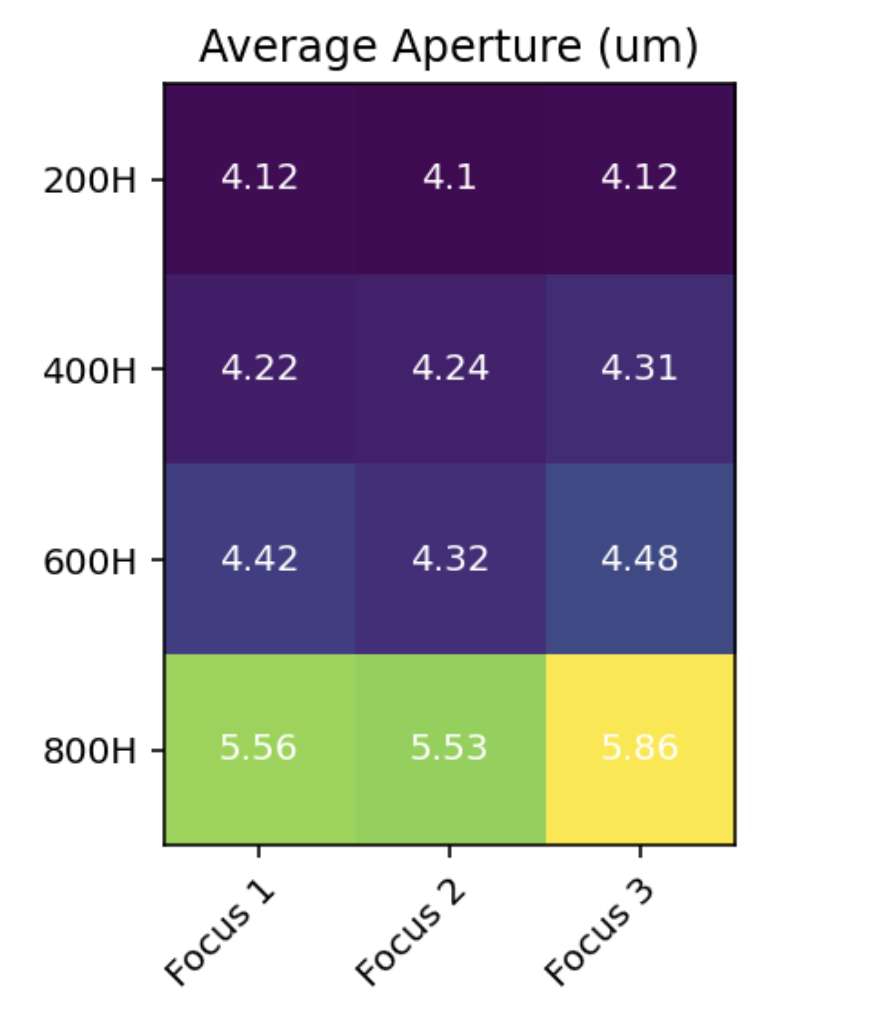 Average Aperture (um)
200H 4.12 4.1 4.12
400H 4.22 4.24 4.31
600H 4.42 4.32 4.48
800H 5.56 5.53 5.86
Focus 1 Focus 2 Focus 3